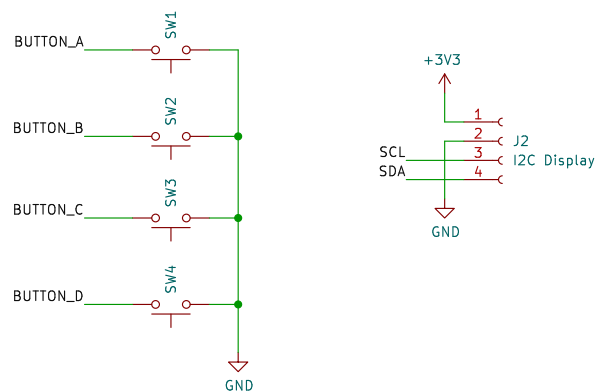 BUTTON_A
SW1
BUTTON_B
SW2
BUTTON_C
SW3
BUTTON_D
SW4
GND
+3V3
1
2
3
4
J2
I2C Display
SCL
SDA
GND